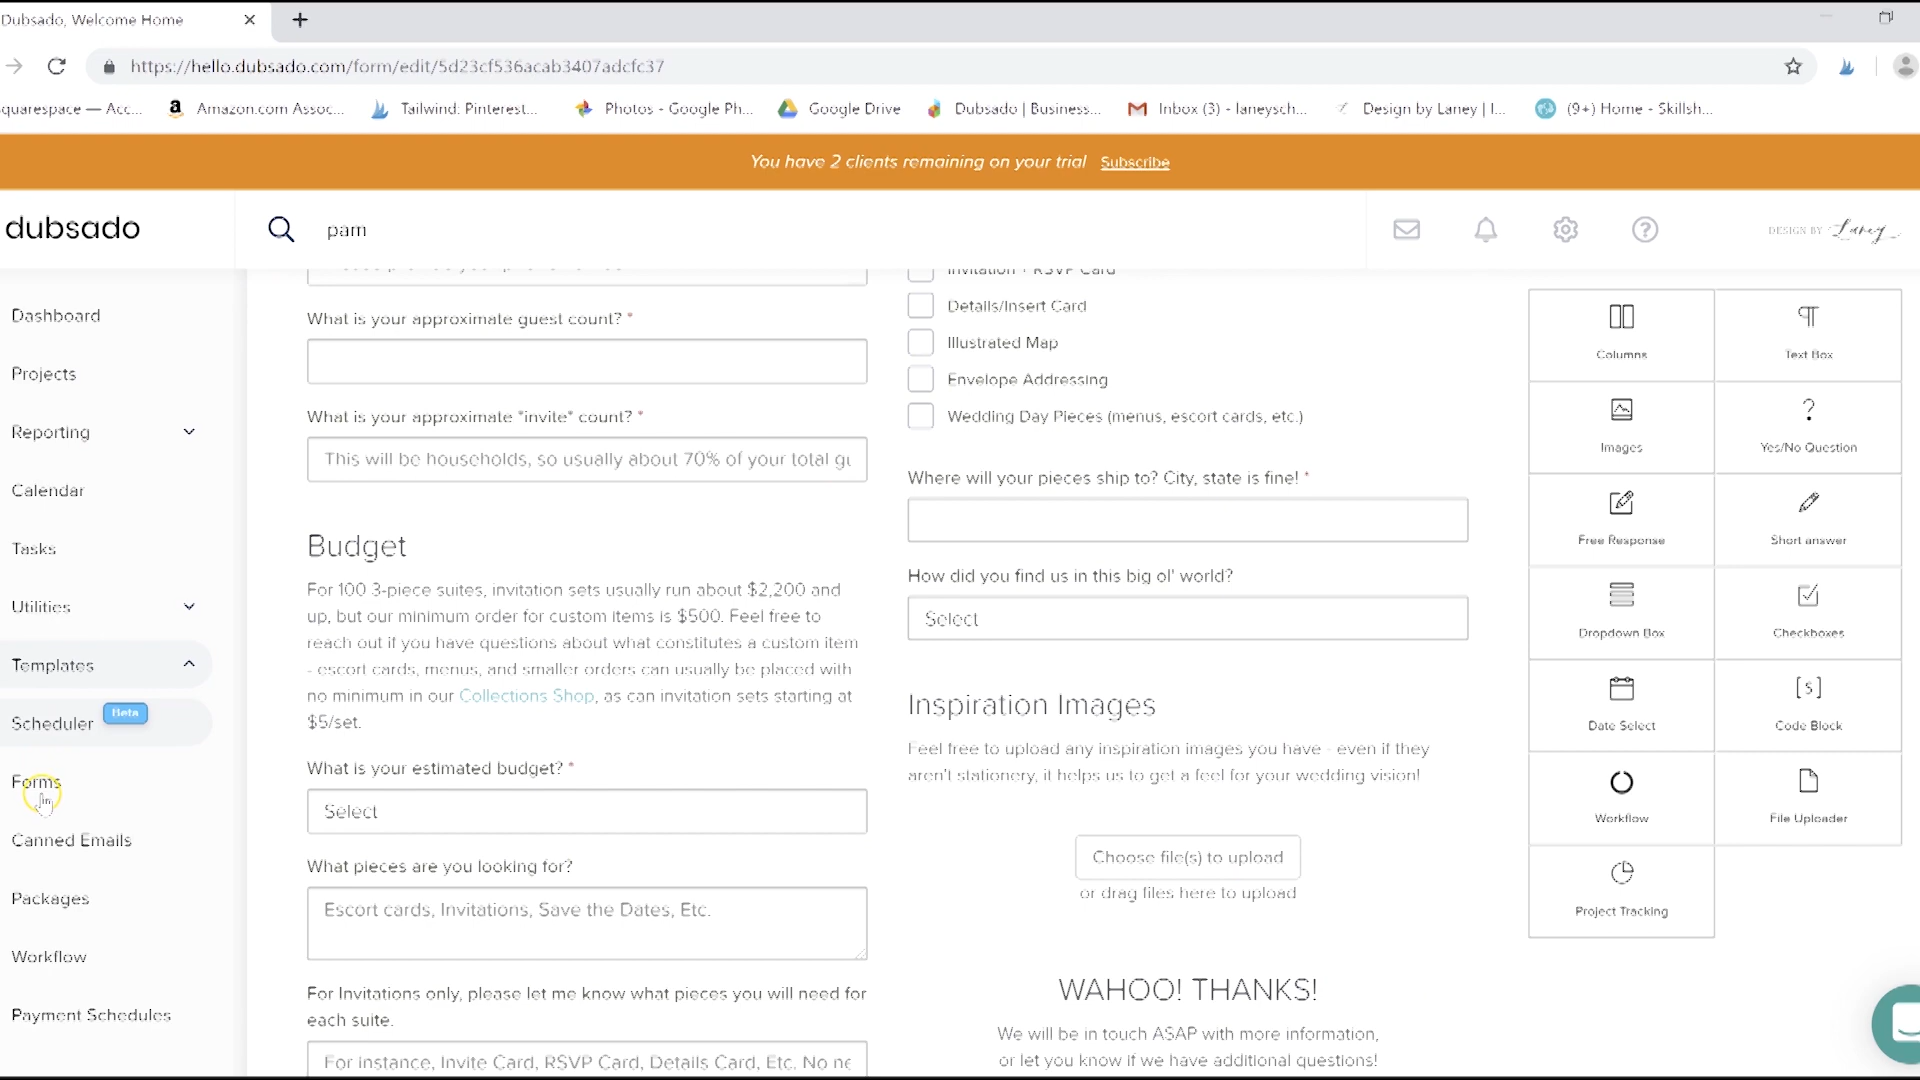 Dubsado, Welcome Home
https://hello.dubsado.com/form/edit/5d23cf536acab3407adcfc37
quarespace — Acc...
Amazon.com Assoc...
Tailwind: Pinterest...
Photos - Google Ph...
Google Drive
Dubsado | Business...
Inbox (3) - laneysch...
Design by Laney | I...
(9+) Home - Skillsh...
You have 2 clients remaining on your trial Subscribe
dubsado
pam
DESIGN BY Laney
Dashboard
Projects
Reporting
Calendar
Tasks
Utilities
Templates
Scheduler Beta
Forms
Canned Emails
Packages
Workflow
Payment Schedules
What is your approximate guest count? *
What is your approximate *invite* count? *
This will be households, so usually about 70% of your total gu
Budget
For 100 3-piece suites, invitation sets usually run about $2,200 and
up, but our minimum order for custom items is $500. Feel free to
reach out if you have questions about what constitutes a custom item
- escort cards, menus, and smaller orders can usually be placed with
no minimum in our Collections Shop, as can invitation sets starting at
$5/set.
What is your estimated budget? *
Select
What pieces are you looking for?
Escort cards, Invitations, Save the Dates, Etc.
For Invitations only, please let me know what pieces you will need for
each suite.
For instance, Invite Card, RSVP Card, Details Card, Etc. No ne
Invitation + RSVP Card
Details/Insert Card
Illustrated Map
Envelope Addressing
Wedding Day Pieces (menus, escort cards, etc.)
Where will your pieces ship to? City, state is fine! *
How did you find us in this big ol' world?
Select
Inspiration Images
Feel free to upload any inspiration images you have - even if they
aren't stationery, it helps us to get a feel for your wedding vision!
Choose file(s) to upload
or drag files here to upload
WAHOO! THANKS!
We will be in touch ASAP with more information,
or let you know if we have additional questions!
Columns
Text Box
Images
Yes/No Question
Free Response
Short answer
Dropdown Box
Checkboxes
Date Select
Code Block
Workflow
File Uploader
Project Tracking